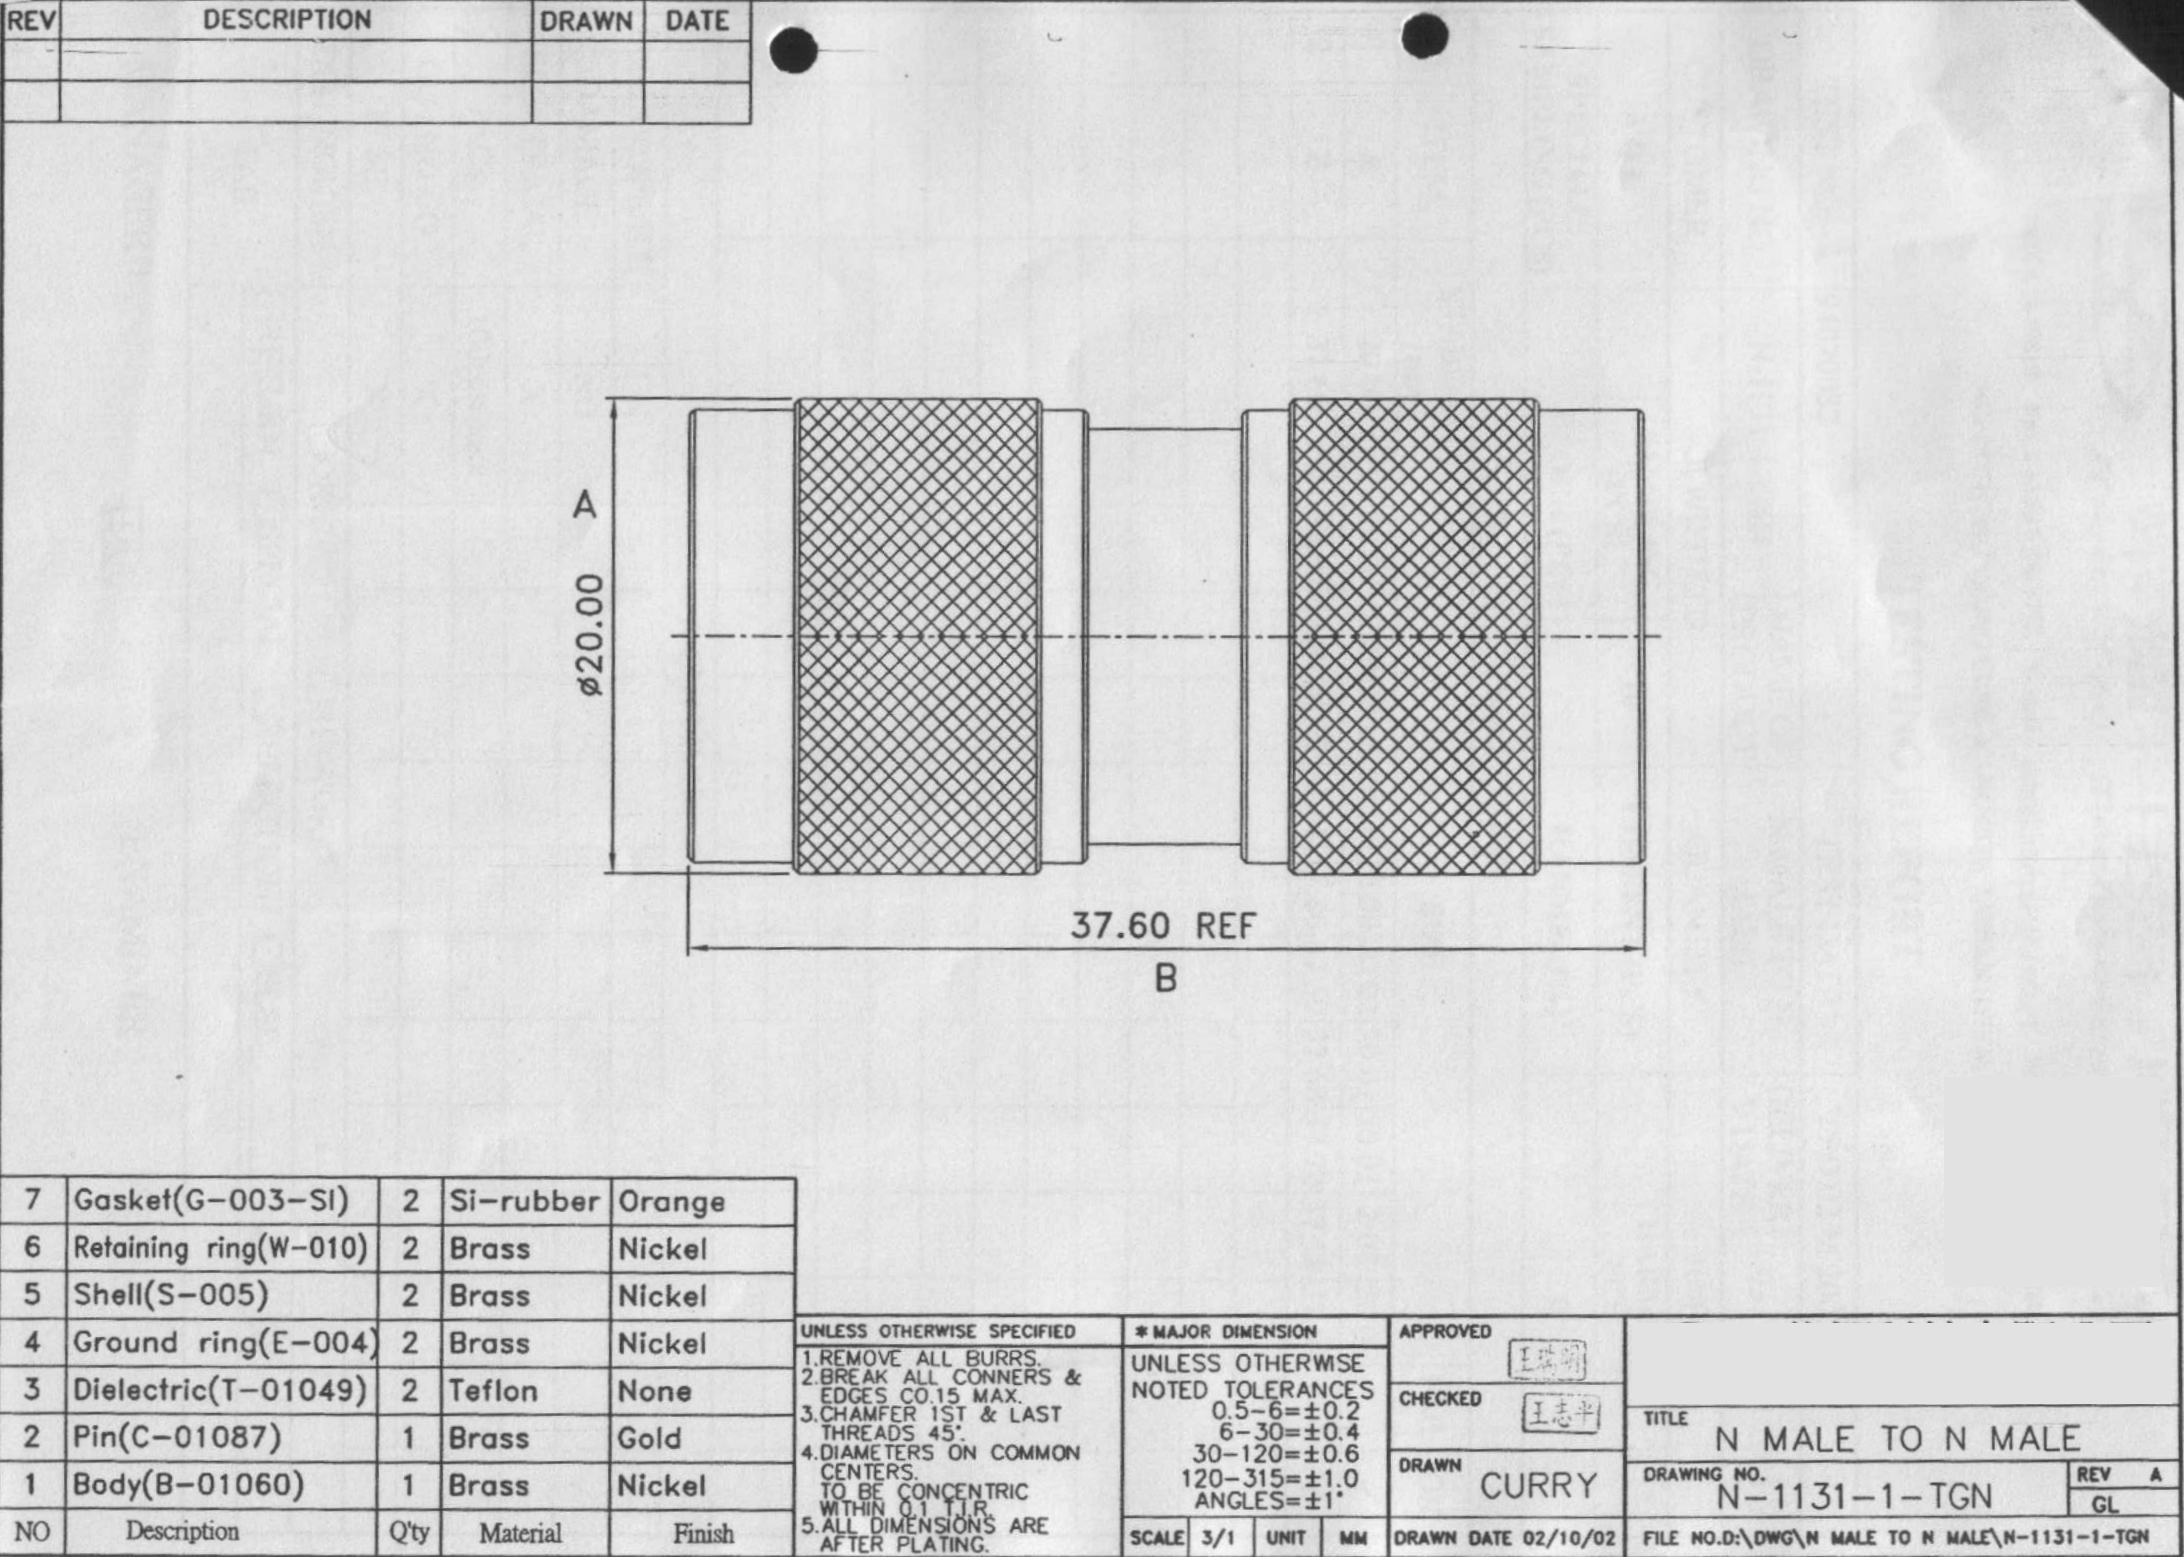 REV DESCRIPTION DRAWN DATE
A
ø20.00
37.60 REF
B
7 Gasket(G-003-SI) 2 Si-rubber Orange
6 Retaining ring(W-010) 2 Brass Nickel
5 Shell(S-005) 2 Brass Nickel
4 Ground ring(E-004) 2 Brass Nickel
3 Dielectric(T-01049) 2 Teflon None
2 Pin(C-01087) 1 Brass Gold
1 Body(B-01060) 1 Brass Nickel
NO Description Q'ty Material Finish
UNLESS OTHERWISE SPECIFIED
1.REMOVE ALL BURRS.
2.BREAK ALL CONNERS &
EDGES CO.15 MAX.
3.CHAMFER 1ST & LAST
THREADS 45°.
4.DIAMETERS ON COMMON
CENTERS.
TO BE CONCENTRIC
WITHIN 0.1 T.I.R.
5.ALL DIMENSIONS ARE
AFTER PLATING.
* MAJOR DIMENSION
UNLESS OTHERWISE
NOTED TOLERANCES
0.5-6=±0.2
6-30=±0.4
30-120=±0.6
120-315=±1.0
ANGLES=±1°
SCALE 3/1 UNIT MM
APPROVED
CHECKED
王志平
DRAWN CURRY
DRAWN DATE 02/10/02
TITLE
N MALE TO N MALE
DRAWING NO.
N-1131-1-TGN
REV A
GL
FILE NO.D:\DWG\N MALE TO N MALE\N-1131-1-TGN